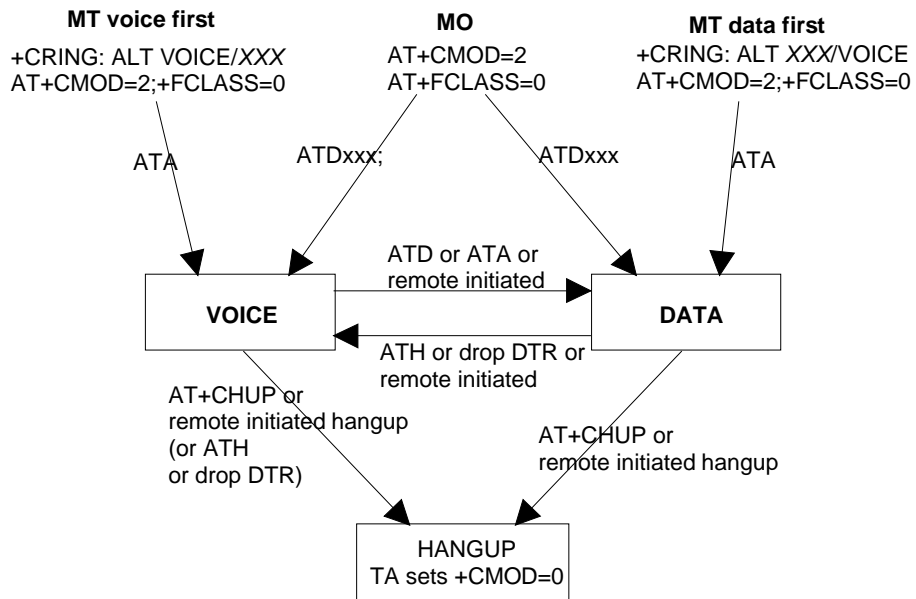 MT voice first
+CRING: ALT VOICE/XXX
AT+CMOD=2;+FCLASS=0
MO
AT+CMOD=2
AT+FCLASS=0
MT data first
+CRING: ALT XXX/VOICE
AT+CMOD=2;+FCLASS=0
ATA
ATDxxx;
ATDxxx
ATA
ATD or ATA or
remote initiated
VOICE
DATA
ATH or drop DTR or
remote initiated
AT+CHUP or
remote initiated hangup
(or ATH
or drop DTR)
AT+CHUP or
remote initiated hangup
HANGUP
TA sets +CMOD=0